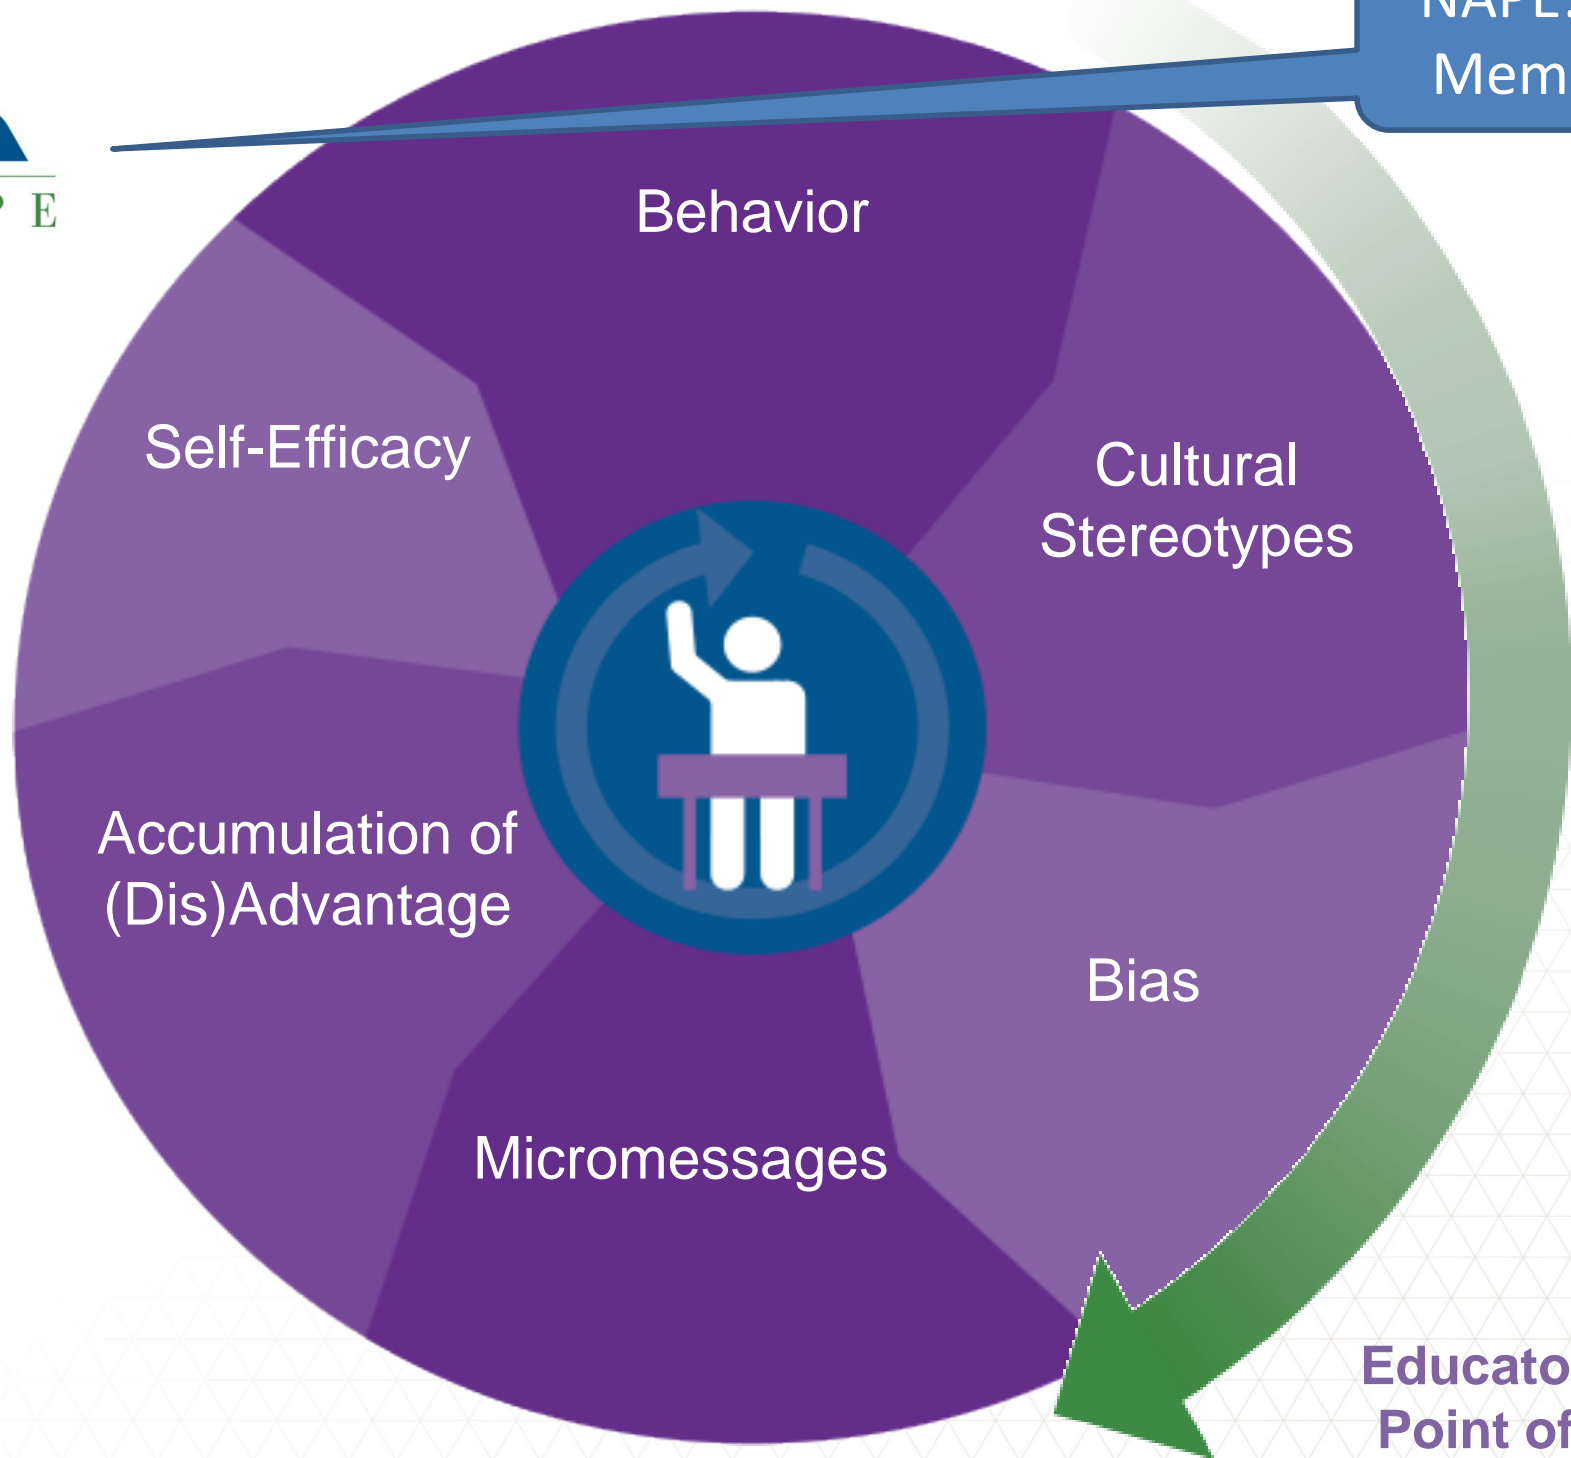 Mem
P E
Behavior
Self-Efficacy
Cultural
Stereotypes
Accumulation of
(Dis)Advantage
Bias
Micromessages
Educato
Point of